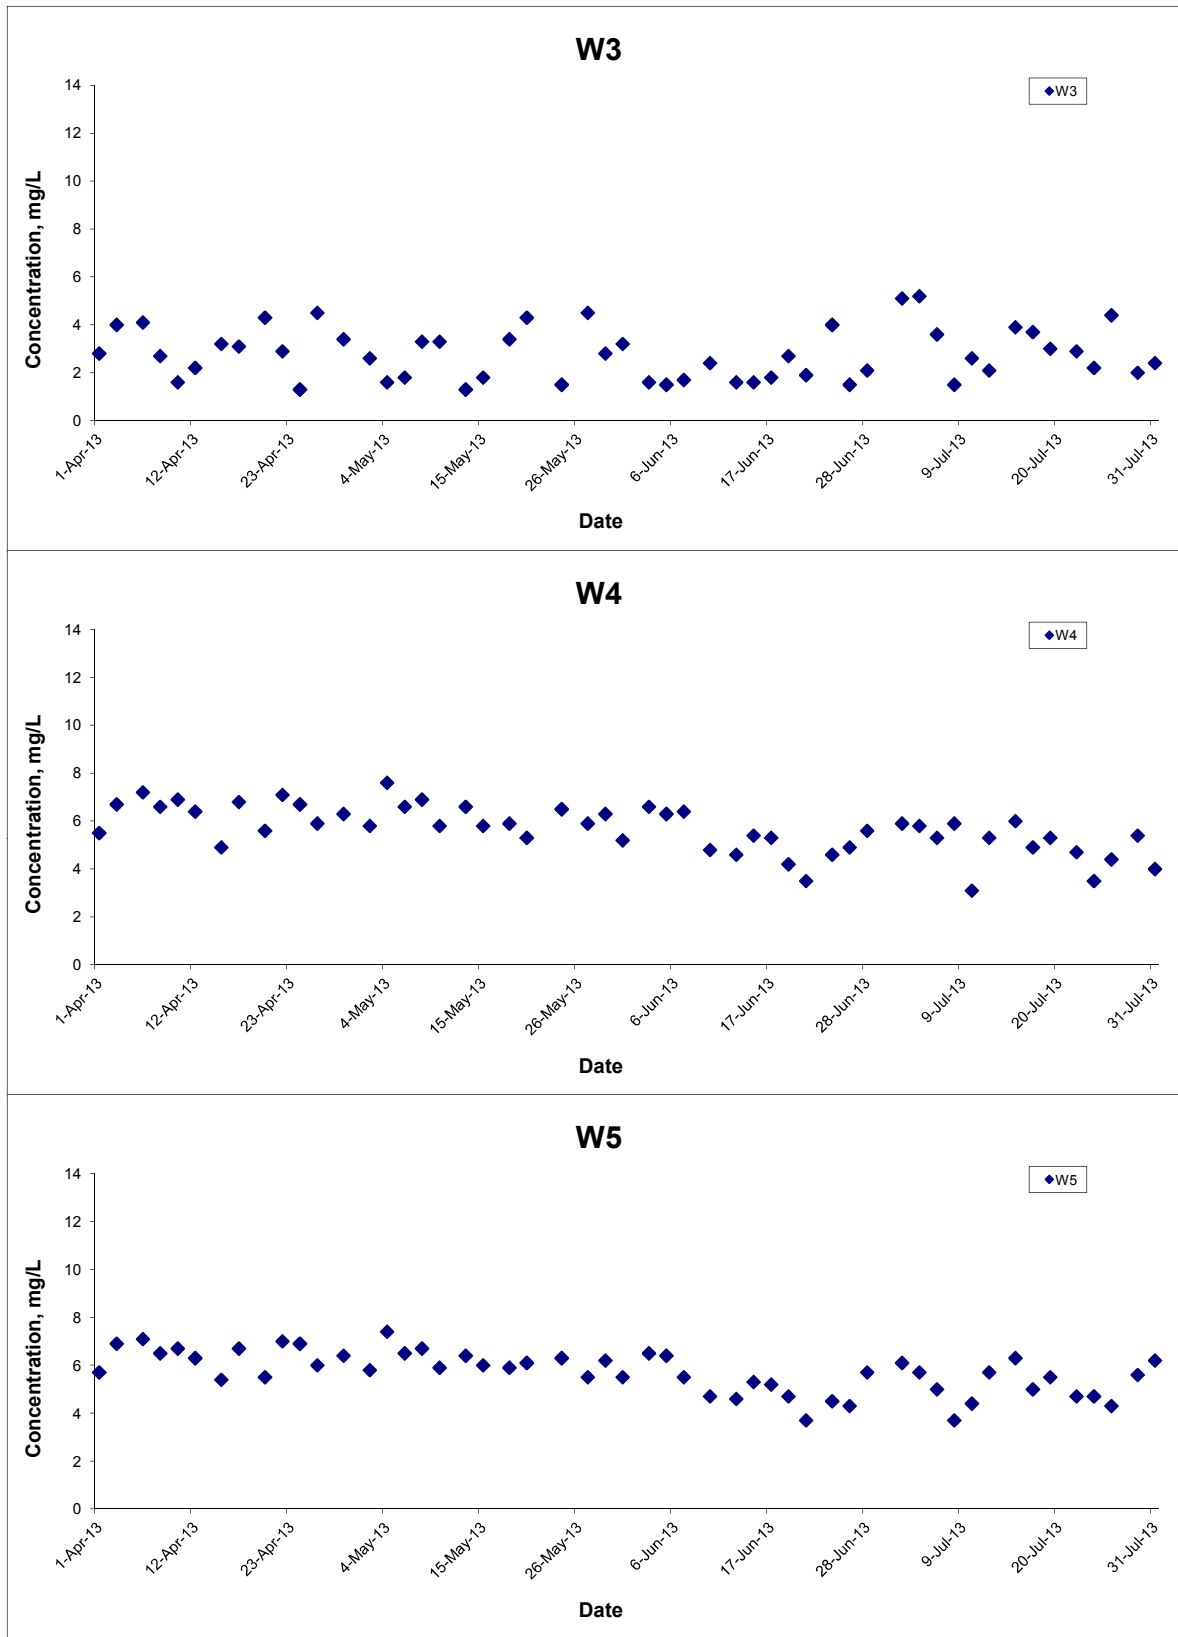 W3
W3
14
12
10
8
6
4
2
0
Concentration, mg/L
1-Apr-13
12-Apr-13
23-Apr-13
4-May-13
15-May-13
26-May-13
6-Jun-13
17-Jun-13
28-Jun-13
9-Jul-13
20-Jul-13
31-Jul-13
Date
W4
W4
14
12
10
8
6
4
2
0
Concentration, mg/L
1-Apr-13
12-Apr-13
23-Apr-13
4-May-13
15-May-13
26-May-13
6-Jun-13
17-Jun-13
28-Jun-13
9-Jul-13
20-Jul-13
31-Jul-13
Date
W5
W5
14
12
10
8
6
4
2
0
Concentration, mg/L
1-Apr-13
12-Apr-13
23-Apr-13
4-May-13
15-May-13
26-May-13
6-Jun-13
17-Jun-13
28-Jun-13
9-Jul-13
20-Jul-13
31-Jul-13
Date